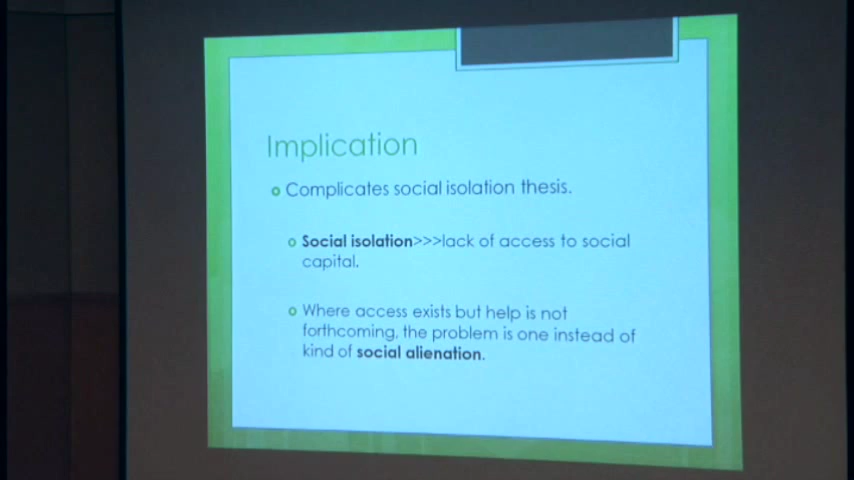 Implication
Complicates social isolation thesis.
Social isolation>>>lack of access to social
capital.
Where access exists but help is not
forthcoming, the problem is one instead of
kind of social alienation.